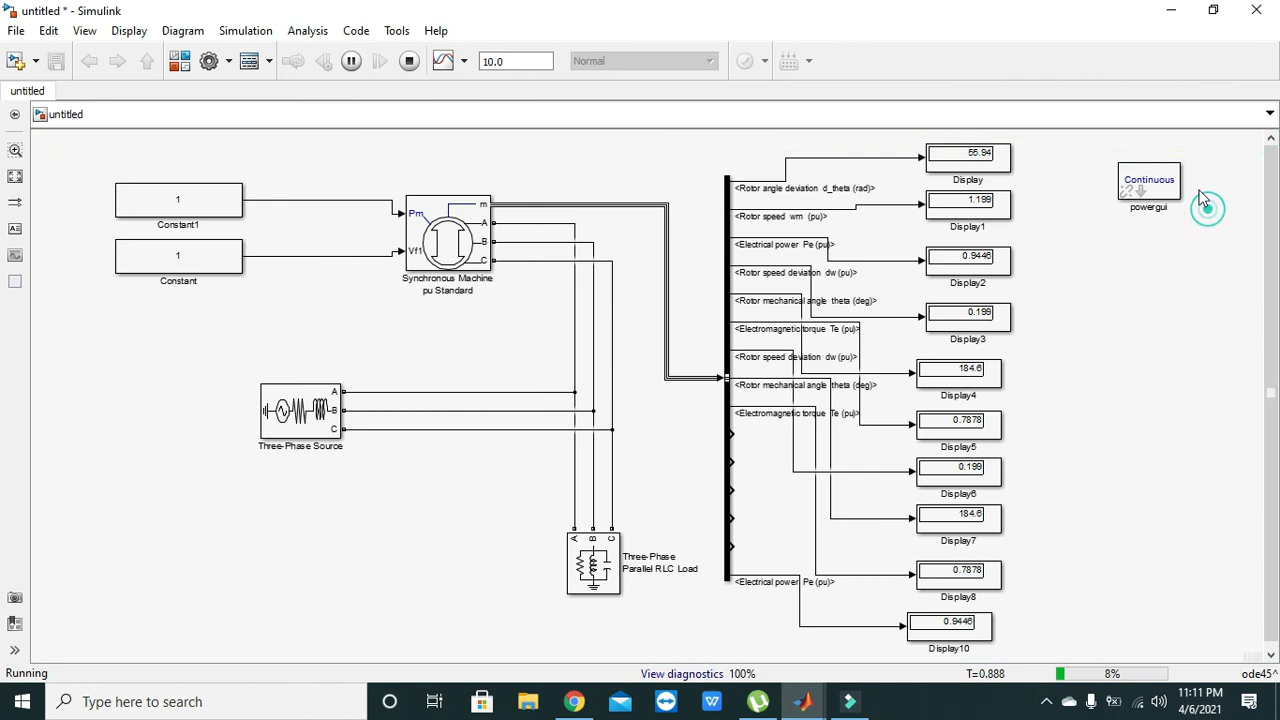 untitled * - Simulink
File Edit View Display Diagram Simulation Analysis Code Tools Help
10.0
Normal
untitled
untitled
1
Constant1
1
Constant
Pm
Vf1
m
A
B
C
Synchronous Machine
pu Standard
A
B
C
Three-Phase Source
A B C
Three-Phase
Parallel RLC Load
<Rotor angle deviation d_theta (rad)>
<Rotor speed wm (pu)>
<Electrical power Pe (pu)>
<Rotor speed deviation dw (pu)>
<Rotor mechanical angle theta (deg)>
<Electromagnetic torque Te (pu)>
<Rotor speed deviation dw (pu)>
<Rotor mechanical angle theta (deg)>
<Electromagnetic torque Te (pu)>
<Electrical power Pe (pu)>
55.94
Display
1.199
Display1
0.9446
Display2
0.199
Display3
184.6
Display4
0.7878
Display5
0.199
Display6
184.6
Display7
0.7878
Display8
0.9446
Display10
Continuous
powergui
Running
View diagnostics 100%
T=0.888
8%
ode45^
Type here to search
11:11 PM
4/6/2021